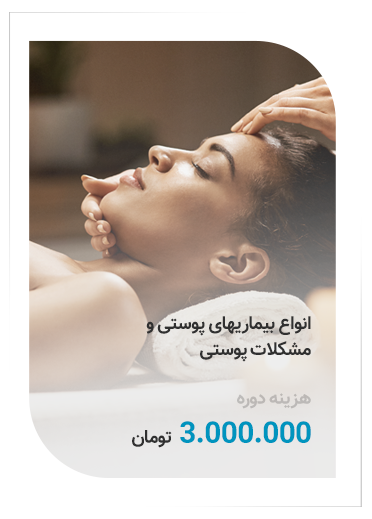 انواع بیماریهای پوستی و
مشکلات پوستی
هزینه دوره
3.000.000 تومان